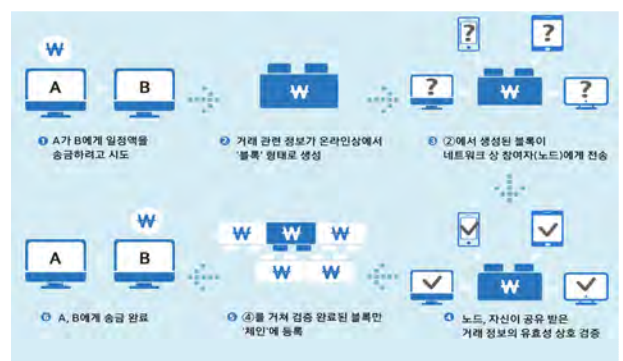 ₩
A
B
❶ A가 B에게 일정액을
송금하려고 시도
₩
❷ 거래 관련 정보가 온라인상에서
'블록' 형태로 생성
?
?
?
₩
?
❸ ②에서 생성된 블록이
네트워크 상 참여자(노드)에게 전송
₩
❹ 노드, 자신이 공유 받은
거래 정보의 유효성 상호 검증
₩ ₩ ₩
₩ ₩
❺ ④를 거쳐 검증 완료된 블록만
'체인'에 등록
₩
A
B
❻ A, B에게 송금 완료